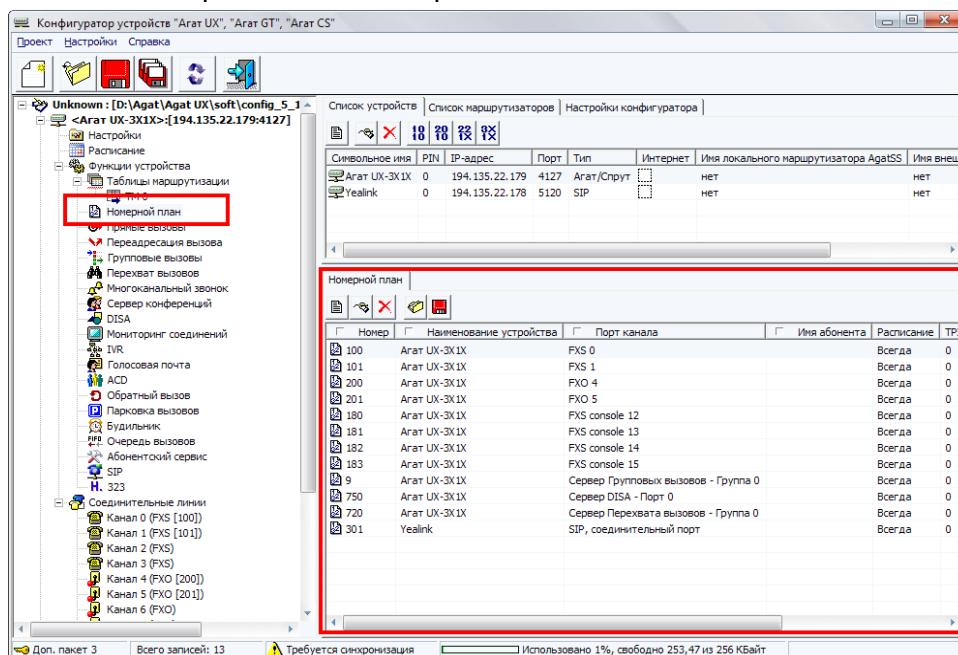 Конфигуратор устройств "Агат UX", "Агат GT", "Агат CS"
Проект Настройки Справка
Unknown : [D:\Agat\Agat UX\soft\config_5_1
<Агат UX-3X1X>:[194.135.22.179:4127]
Настройки
Расписание
Функции устройства
Таблицы маршрутизации
ТМ 0
Номерной план
Прямые вызовы
Переадресация вызова
Групповые вызовы
Перехват вызовов
Многоканальный звонок
Сервер конференций
DISA
Мониторинг соединений
IVR
Голосовая почта
ACD
Обратный вызов
Парковка вызовов
Будильник
Очередь вызовов
Абонентский сервис
SIP
H. 323
Соединительные линии
Канал 0 (FXS [100])
Канал 1 (FXS [101])
Канал 2 (FXS)
Канал 3 (FXS)
Канал 4 (FXO [200])
Канал 5 (FXO [201])
Канал 6 (FXO)
Список устройств Список маршрутизаторов Настройки конфигуратора
Символьное имя PIN IP-адрес Порт Тип Интернет Имя локального маршрутизатора AgatSS Имя внеш
Агат UX-3X1X 0 194.135.22.179 4127 Агат/Спрут нет нет
Yealink 0 194.135.22.178 5120 SIP нет нет
Номерной план
Номер Наименование устройства Порт канала Имя абонента Расписание
100 Агат UX-3X1X FXS 0 Всегда 0
101 Агат UX-3X1X FXS 1 Всегда 0
200 Агат UX-3X1X FXO 4 Всегда 0
201 Агат UX-3X1X FXO 5 Всегда 0
180 Агат UX-3X1X FXS console 12 Всегда 0
181 Агат UX-3X1X FXS console 13 Всегда 0
182 Агат UX-3X1X FXS console 14 Всегда 0
183 Агат UX-3X1X FXS console 15 Всегда 0
9 Агат UX-3X1X Сервер Групповых вызовов - Группа 0 Всегда 0
750 Агат UX-3X1X Сервер DISA - Порт 0 Всегда 0
720 Агат UX-3X1X Сервер Перехвата вызовов - Группа 0 Всегда 0
301 Yealink SIP, соединительный порт Всегда 0
Доп. пакет 3 Всего записей: 13 Требуется синхронизация Использовано 1%, свободно 253,47 из 256 КБайт